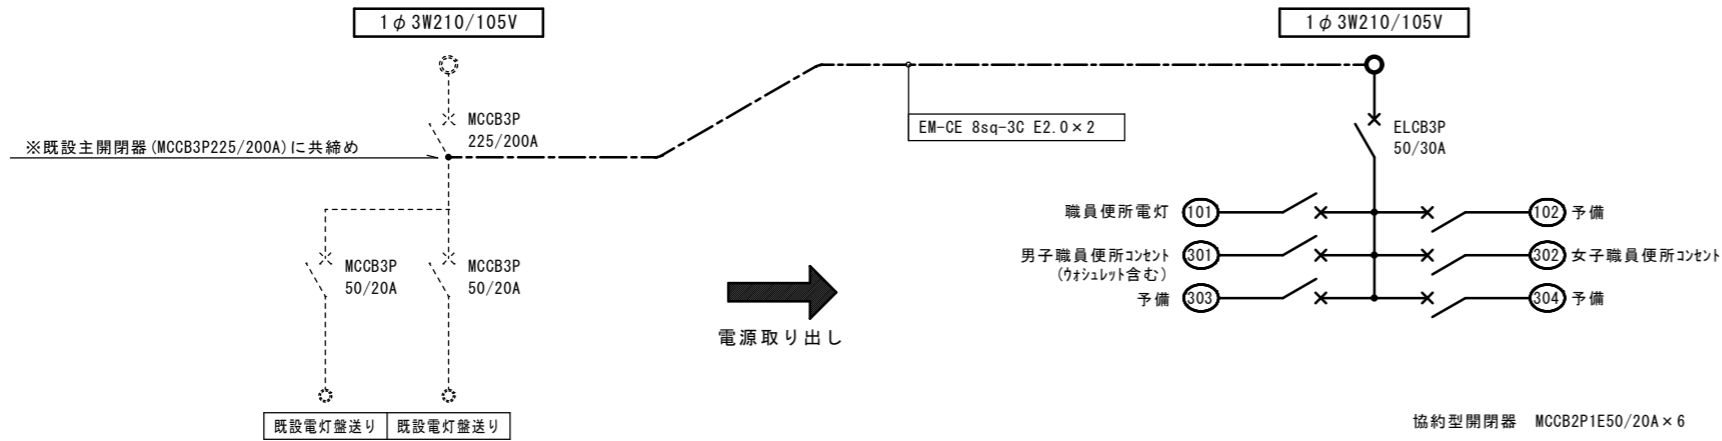 1φ3W210/105V
1φ3W210/105V
MCCB3P
225/200A
※既設主開閉器(MCCB3P225/200A)に共締め
EM-CE 8sq-3C E2.0×2
ELCB3P
50/30A
職員便所電灯 101
102 予備
男子職員便所コンセント 301
(ウォシュレット含む)
302 女子職員便所コンセント
予備 303
304 予備
MCCB3P
50/20A
MCCB3P
50/20A
電源取り出し
既設電灯盤送り
既設電灯盤送り
協約型開閉器 MCCB2P1E50/20A×6